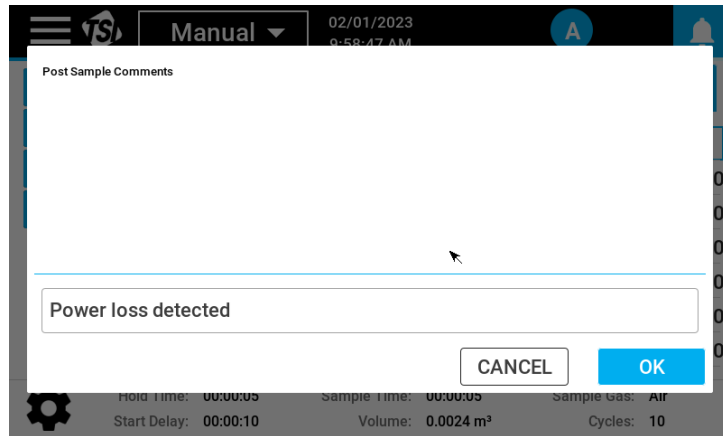 TSI Manual 02/01/2023 A
9:58:47 AM
Post Sample Comments
Power loss detected
CANCEL OK
Hold Time: 00:00:05 Sample Time: 00:00:05 Sample Gas: Air
Start Delay: 00:00:10 Volume: 0.0024 m³ Cycles: 10